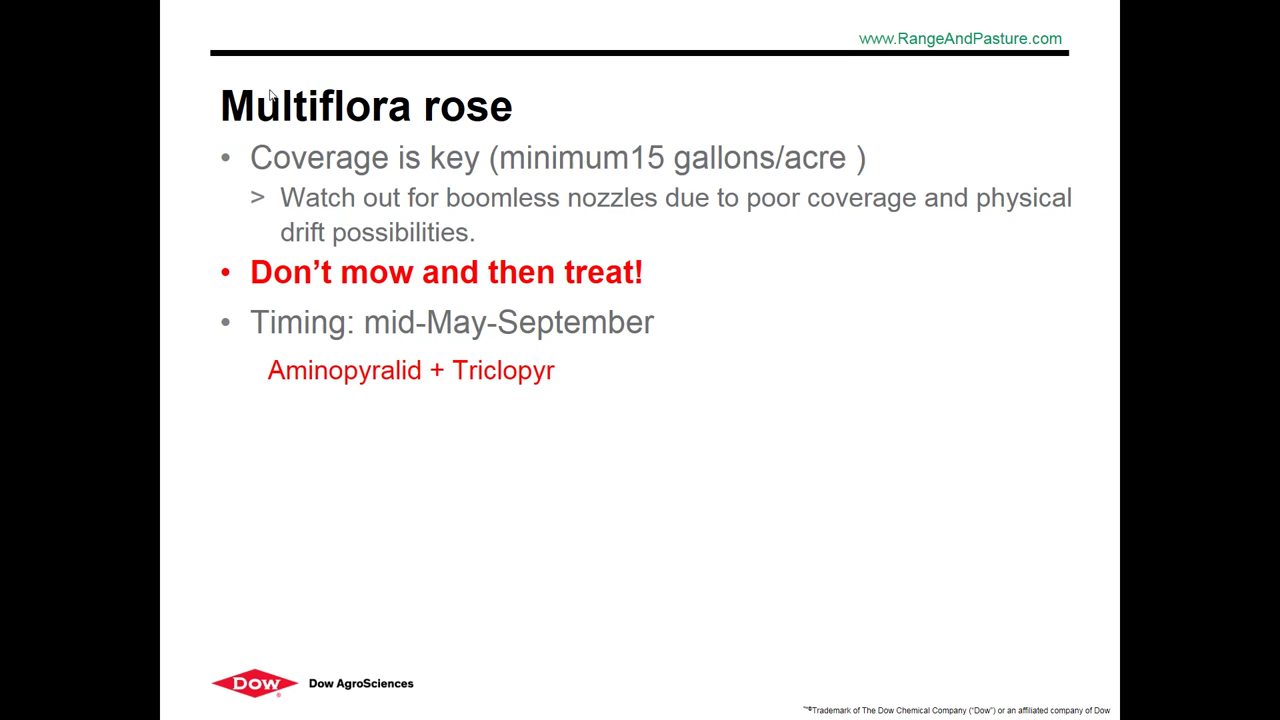 www.RangeAndPasture.com
Multiflora rose
• Coverage is key (minimum15 gallons/acre )
> Watch out for boomless nozzles due to poor coverage and physical
drift possibilities.
• Don’t mow and then treat!
• Timing: mid-May-September
Aminopyralid + Triclopyr
Dow Dow AgroSciences
™®Trademark of The Dow Chemical Company ("Dow") or an affiliated company of Dow